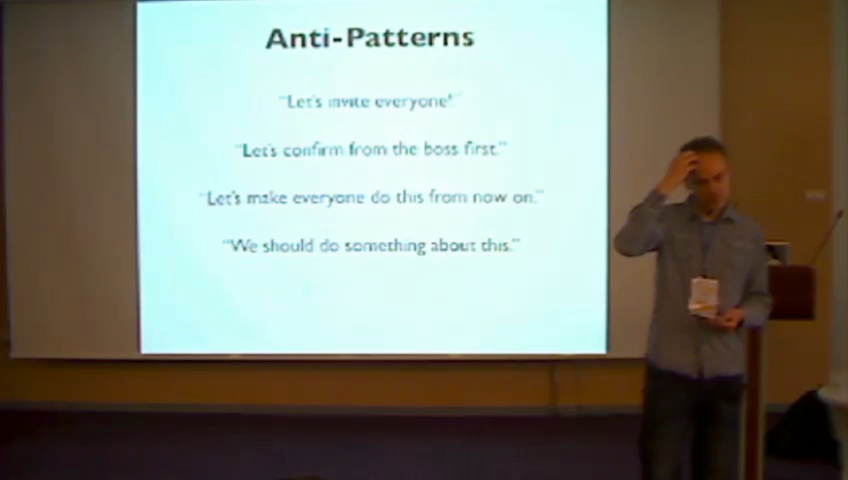 Anti-Patterns
"Let's invite everyone!"
"Let's confirm from the boss first."
"Let's make everyone do this from now on."
"We should do something about this."